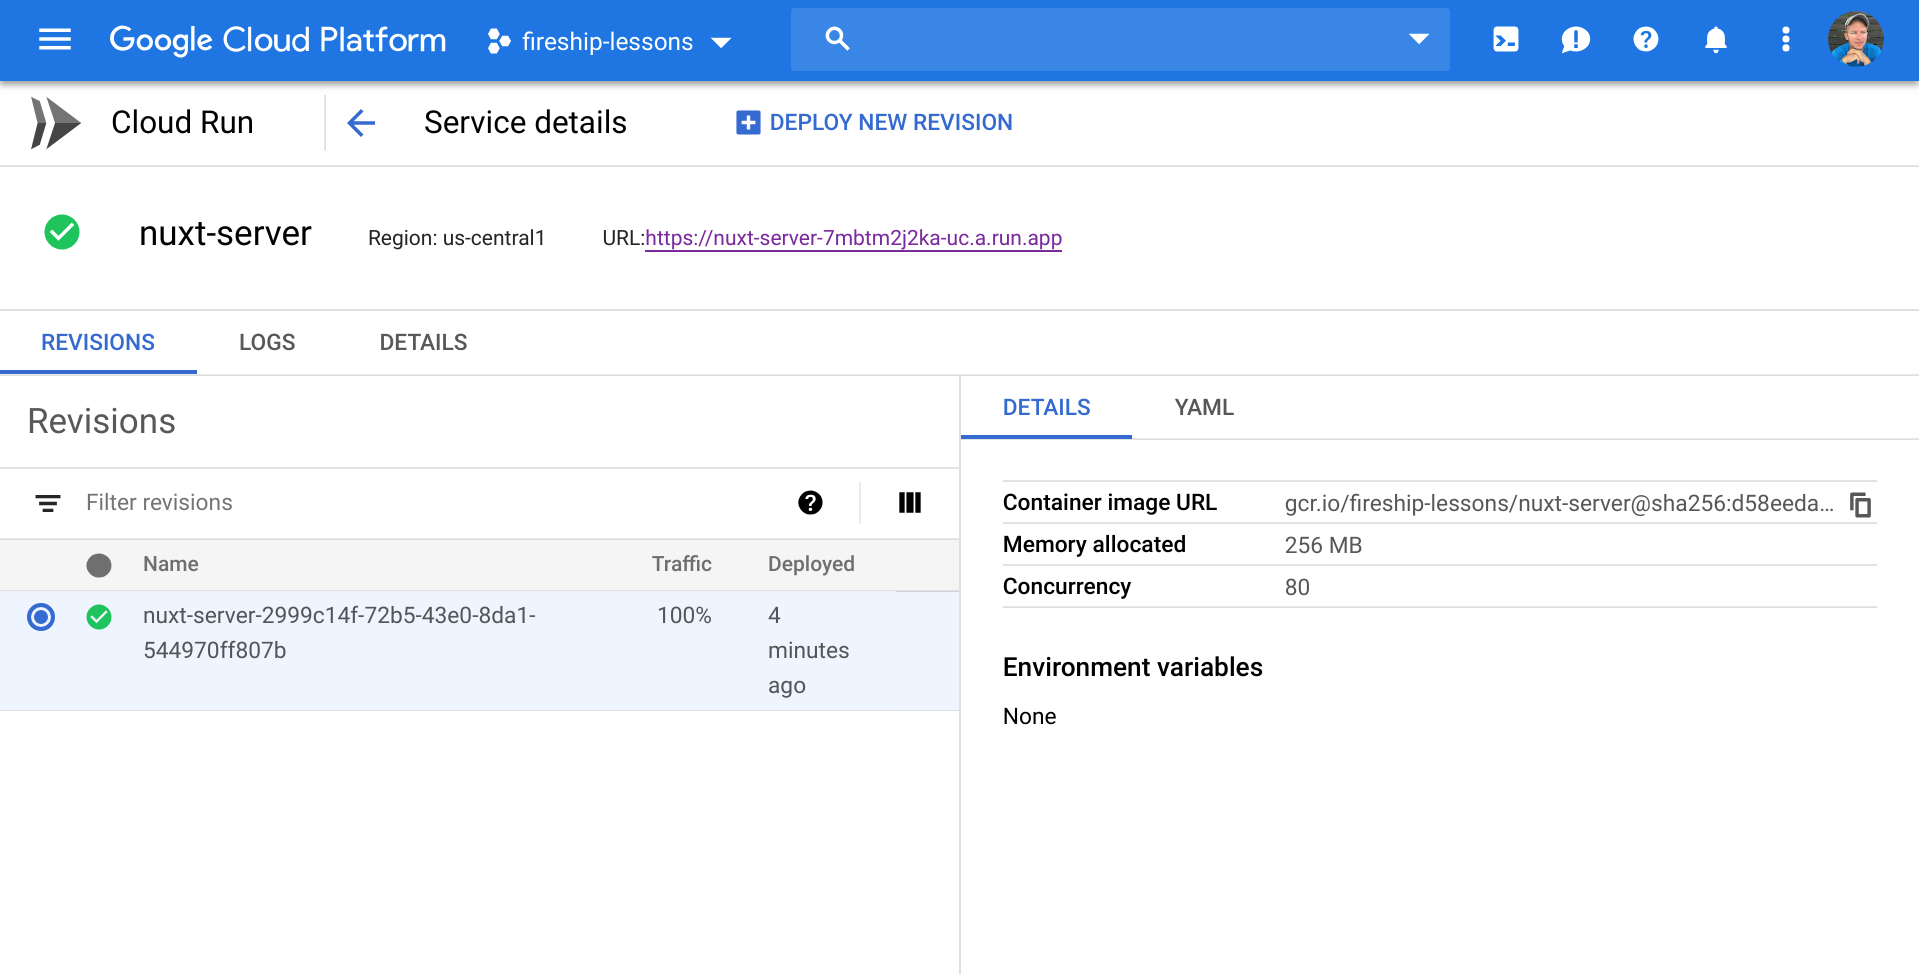 Google Cloud Platform
fireship-lessons
Cloud Run
Service details
DEPLOY NEW REVISION
nuxt-server
Region: us-central1
URL:https://nuxt-server-7mbtm2j2ka-uc.a.run.app
REVISIONS
LOGS
DETAILS
Revisions
Filter revisions
Name
Traffic
Deployed
nuxt-server-2999c14f-72b5-43e0-8da1-
544970ff807b
100%
4
minutes
ago
DETAILS
YAML
Container image URL
gcr.io/fireship-lessons/nuxt-server@sha256:d58eeda...
Memory allocated
256 MB
Concurrency
80
Environment variables
None